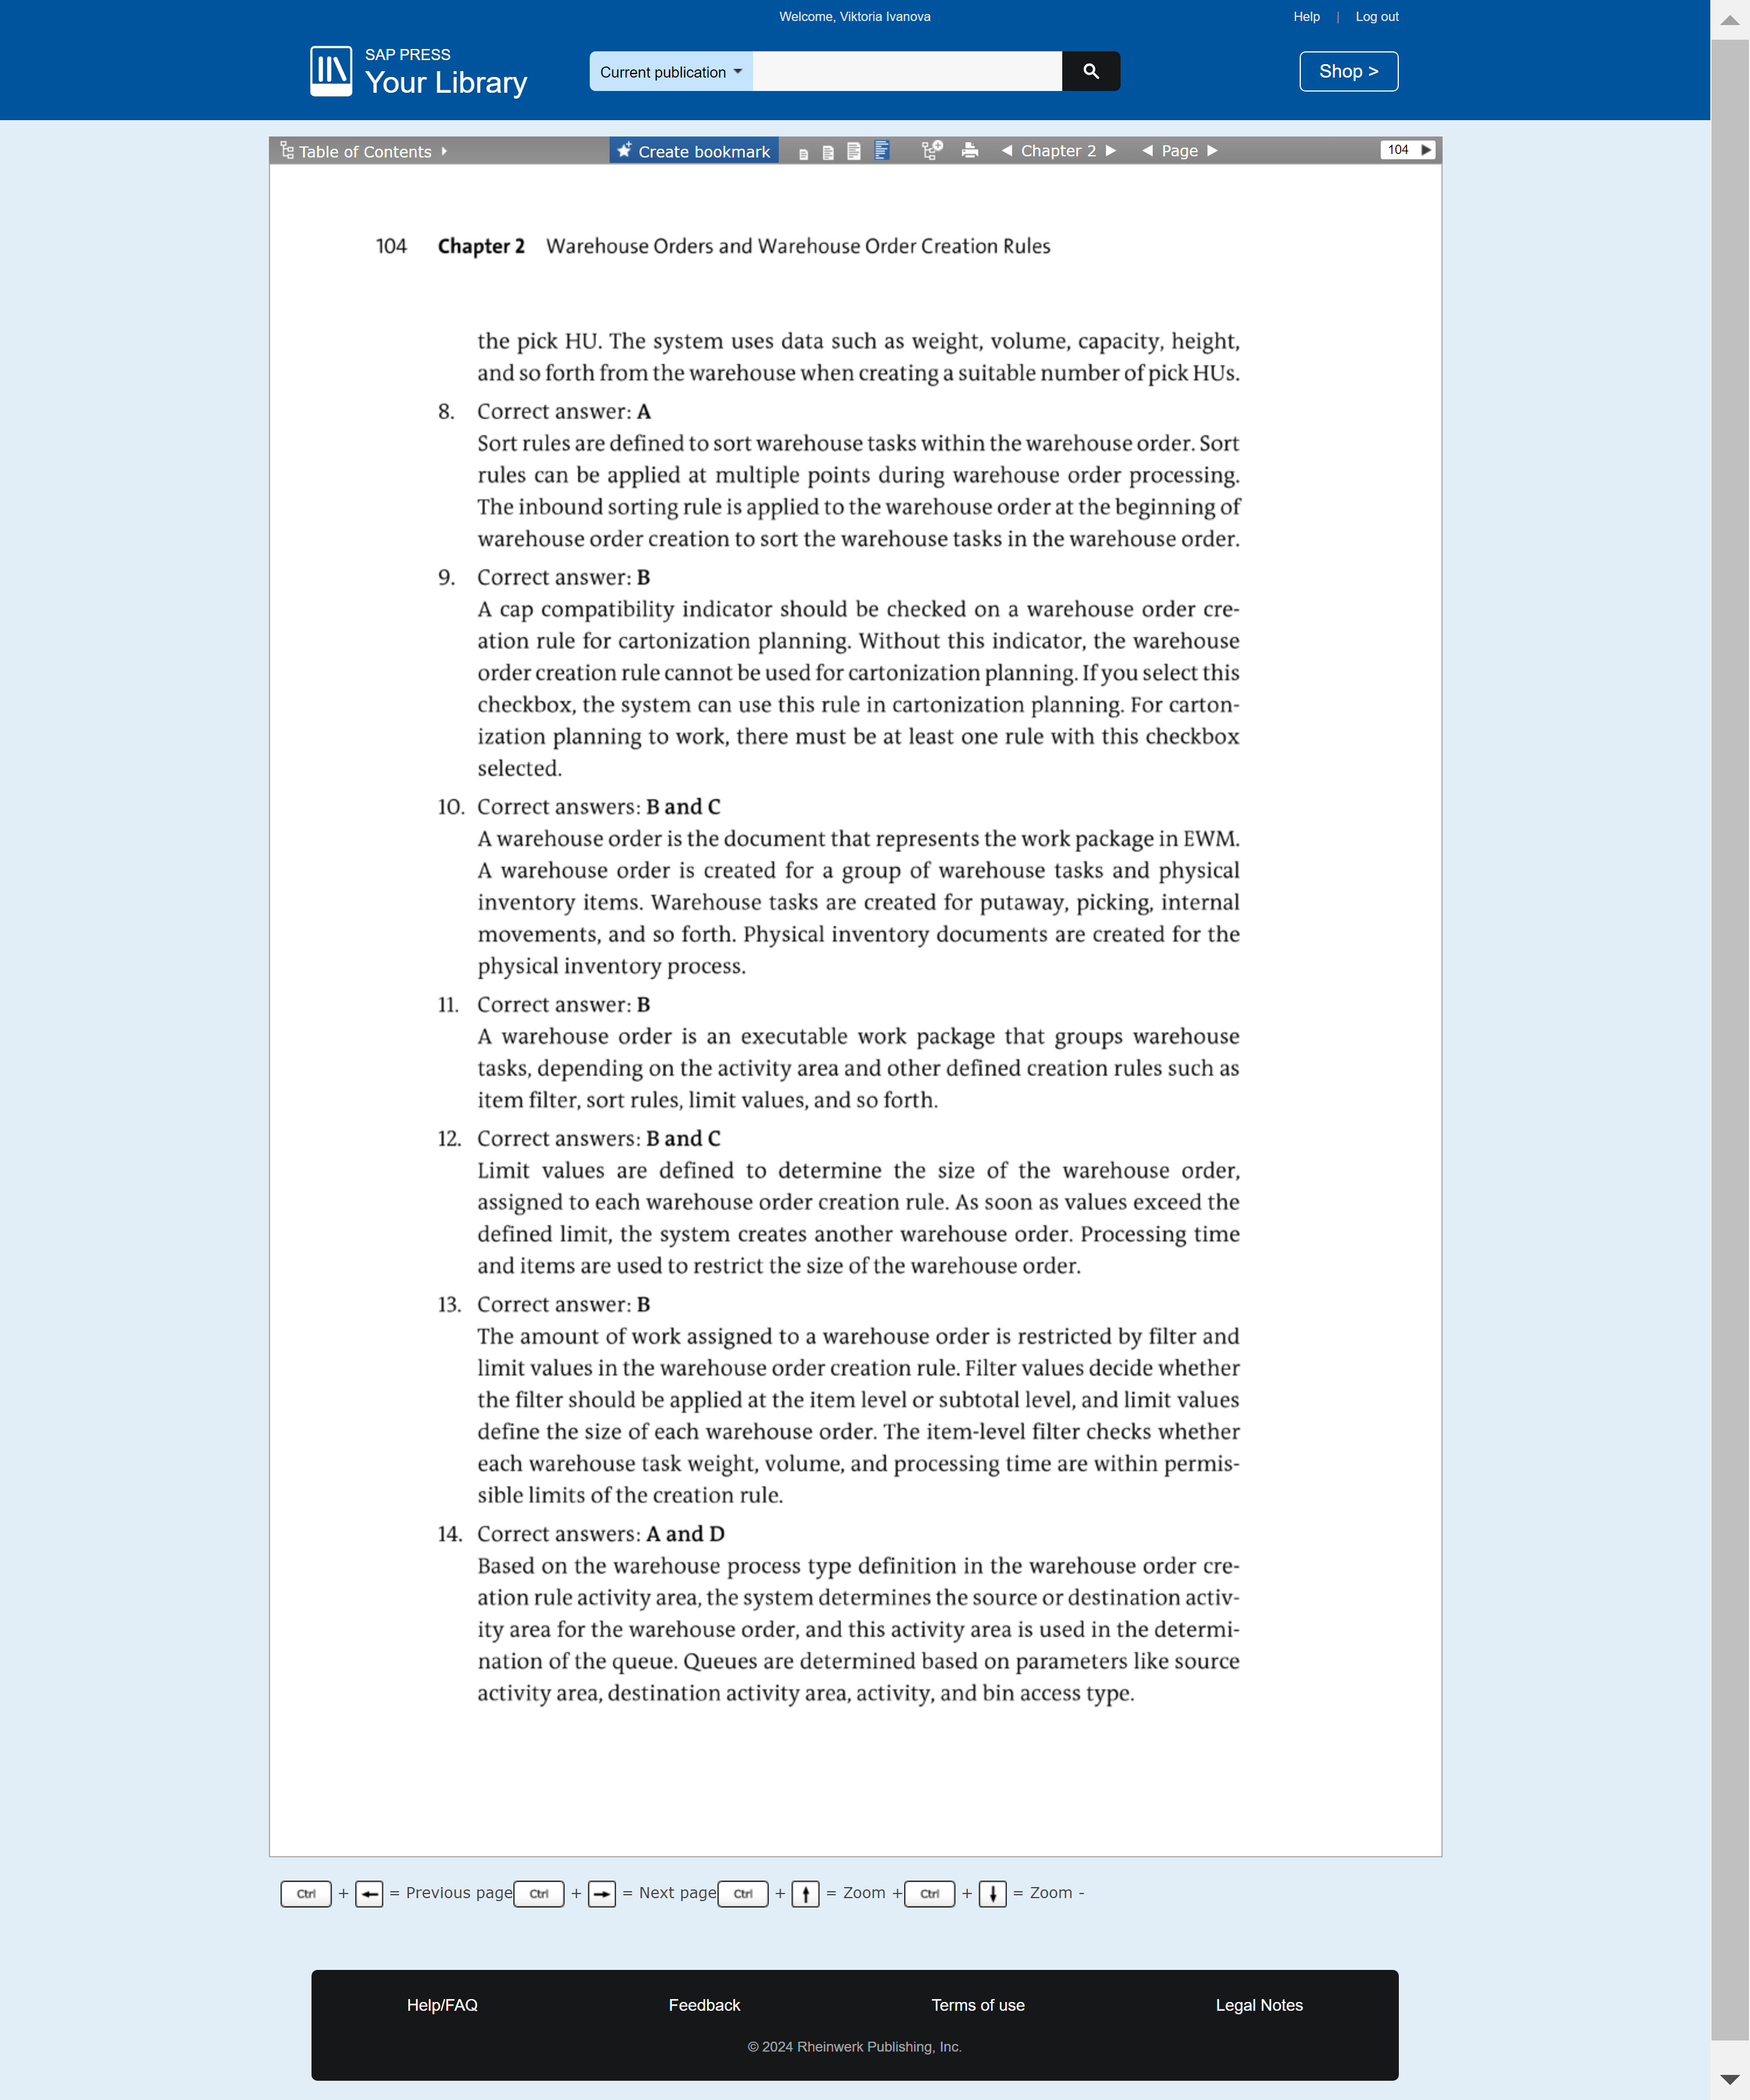 Welcome, Viktoria Ivanova
Help | Log out
SAP PRESS
Your Library
Current publication
Shop >
Table of Contents
Create bookmark
Chapter 2
Page
104
104 Chapter 2 Warehouse Orders and Warehouse Order Creation Rules
the pick HU. The system uses data such as weight, volume, capacity, height,
and so forth from the warehouse when creating a suitable number of pick HUs.
8. Correct answer: A
Sort rules are defined to sort warehouse tasks within the warehouse order. Sort
rules can be applied at multiple points during warehouse order processing.
The inbound sorting rule is applied to the warehouse order at the beginning of
warehouse order creation to sort the warehouse tasks in the warehouse order.
9. Correct answer: B
A cap compatibility indicator should be checked on a warehouse order cre-
ation rule for cartonization planning. Without this indicator, the warehouse
order creation rule cannot be used for cartonization planning. If you select this
checkbox, the system can use this rule in cartonization planning. For carton-
ization planning to work, there must be at least one rule with this checkbox
selected.
10. Correct answers: B and C
A warehouse order is the document that represents the work package in EWM.
A warehouse order is created for a group of warehouse tasks and physical
inventory items. Warehouse tasks are created for putaway, picking, internal
movements, and so forth. Physical inventory documents are created for the
physical inventory process.
11. Correct answer: B
A warehouse order is an executable work package that groups warehouse
tasks, depending on the activity area and other defined creation rules such as
item filter, sort rules, limit values, and so forth.
12. Correct answers: B and C
Limit values are defined to determine the size of the warehouse order,
assigned to each warehouse order creation rule. As soon as values exceed the
defined limit, the system creates another warehouse order. Processing time
and items are used to restrict the size of the warehouse order.
13. Correct answer: B
The amount of work assigned to a warehouse order is restricted by filter and
limit values in the warehouse order creation rule. Filter values decide whether
the filter should be applied at the item level or subtotal level, and limit values
define the size of each warehouse order. The item-level filter checks whether
each warehouse task weight, volume, and processing time are within permis-
sible limits of the creation rule.
14. Correct answers: A and D
Based on the warehouse process type definition in the warehouse order cre-
ation rule activity area, the system determines the source or destination activ-
ity area for the warehouse order, and this activity area is used in the determi-
nation of the queue. Queues are determined based on parameters like source
activity area, destination activity area, activity, and bin access type.
Ctrl + ← = Previous page Ctrl + → = Next page Ctrl + ↑ = Zoom + Ctrl + ↓ = Zoom -
Help/FAQ Feedback Terms of use Legal Notes
© 2024 Rheinwerk Publishing, Inc.